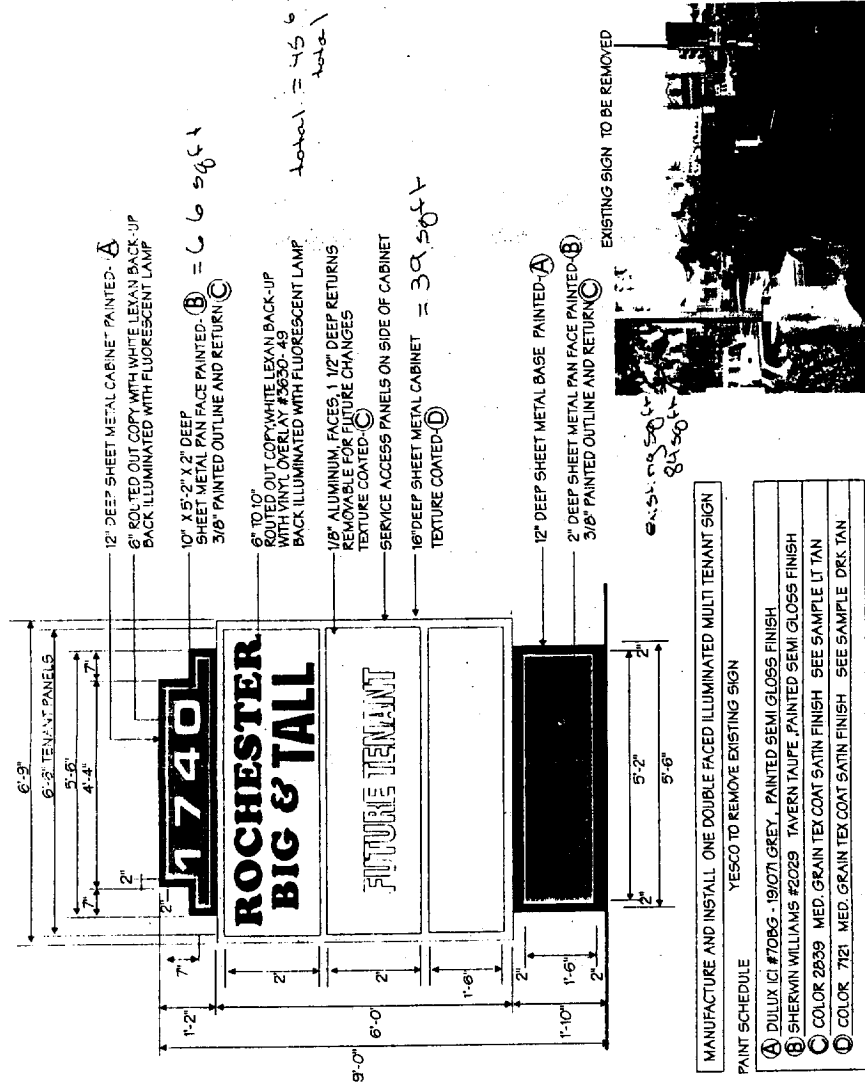 6'-9"
6'-3" TENANT PANELS
5'-6"
4'-4"
7"
7"
2"
2"
7"
1740
ROCHESTER
BIG & TALL
FUTURE TENANT
1'-2"
2'
2'
6'-0"
1'-6"
9'-0"
1'-10"
2"
1'-6"
2"
2"
5'-2"
2"
5'-6"
12" DEEP SHEET METAL CABINET PAINTED-(A)
6" ROUTED OUT COPY WITH WHITE LEXAN BACK-UP
BACK ILLUMINATED WITH FLUORESCENT LAMP
10" X 5'-2" X 2" DEEP
SHEET METAL PAN FACE PAINTED-(B) = 6 6 sqft
3/8" PAINTED OUTLINE AND RETURN-(C)
6" TO 10"
ROUTED OUT COPY,WHITE LEXAN BACK-UP
WITH VINYL OVERLAY #3630-49
BACK ILLUMINATED WITH FLUORESCENT LAMP
total = 45 6
total
1/8" ALUMINUM, FACES, 1 1/2" DEEP RETURNS
REMOVABLE FOR FUTURE CHANGES
TEXTURE COATED-(C)
SERVICE ACCESS PANELS ON SIDE OF CABINET
16"DEEP SHEET METAL CABINET = 39 sqft
TEXTURE COATED-(D)
12" DEEP SHEET METAL BASE PAINTED-(A)
2" DEEP SHEET METAL PAN FACE PAINTED-(B)
3/8" PAINTED OUTLINE AND RETURN-(C)
existing sqft
84 sqft
EXISTING SIGN TO BE REMOVED
MANUFACTURE AND INSTALL ONE DOUBLE FACED ILLUMINATED MULTI TENANT SIGN
YESCO TO REMOVE EXISTING SIGN
PAINT SCHEDULE
(A) DULUX ICI #70BG - 19/071 GREY, PAINTED SEMI GLOSS FINISH
(B) SHERWIN WILLIAMS #2029 TAVERN TAUPE, PAINTED SEMI GLOSS FINISH
(C) COLOR 2839 MED. GRAIN TEX COAT SATIN FINISH SEE SAMPLE LT TAN
(D) COLOR 7121 MED. GRAIN TEX COAT SATIN FINISH SEE SAMPLE DRK TAN